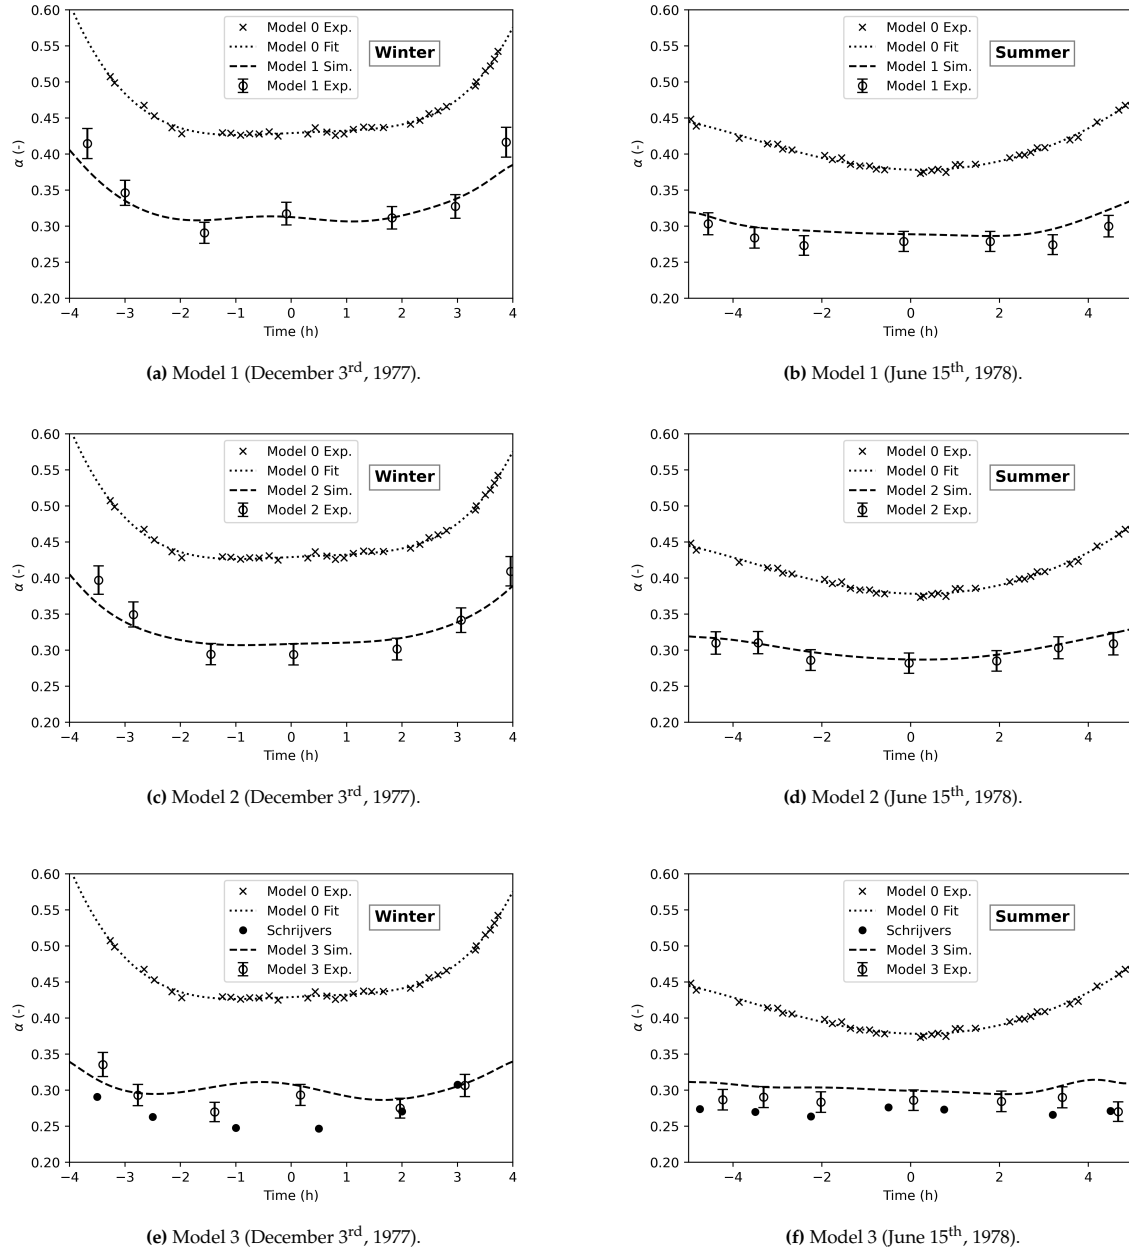 0.60
0.55
0.50
0.45
0.40
0.35
0.30
0.25
0.20
α (-)
Model 0 Exp.
Model 0 Fit
Model 1 Sim.
Model 1 Exp.
Winter
−4 −3 −2 −1 0 1 2 3 4
Time (h)
(a) Model 1 (December 3rd, 1977).
0.60
0.55
0.50
0.45
0.40
0.35
0.30
0.25
0.20
α (-)
Model 0 Exp.
Model 0 Fit
Model 1 Sim.
Model 1 Exp.
Summer
−4 −2 0 2 4
Time (h)
(b) Model 1 (June 15th, 1978).
0.60
0.55
0.50
0.45
0.40
0.35
0.30
0.25
0.20
α (-)
Model 0 Exp.
Model 0 Fit
Model 2 Sim.
Model 2 Exp.
Winter
−4 −3 −2 −1 0 1 2 3 4
Time (h)
(c) Model 2 (December 3rd, 1977).
0.60
0.55
0.50
0.45
0.40
0.35
0.30
0.25
0.20
α (-)
Model 0 Exp.
Model 0 Fit
Model 2 Sim.
Model 2 Exp.
Summer
−4 −2 0 2 4
Time (h)
(d) Model 2 (June 15th, 1978).
0.60
0.55
0.50
0.45
0.40
0.35
0.30
0.25
0.20
α (-)
Model 0 Exp.
Model 0 Fit
Schrijvers
Model 3 Sim.
Model 3 Exp.
Winter
−4 −3 −2 −1 0 1 2 3 4
Time (h)
(e) Model 3 (December 3rd, 1977).
0.60
0.55
0.50
0.45
0.40
0.35
0.30
0.25
0.20
α (-)
Model 0 Exp.
Model 0 Fit
Schrijvers
Model 3 Sim.
Model 3 Exp.
Summer
−4 −2 0 2 4
Time (h)
(f) Model 3 (June 15th, 1978).